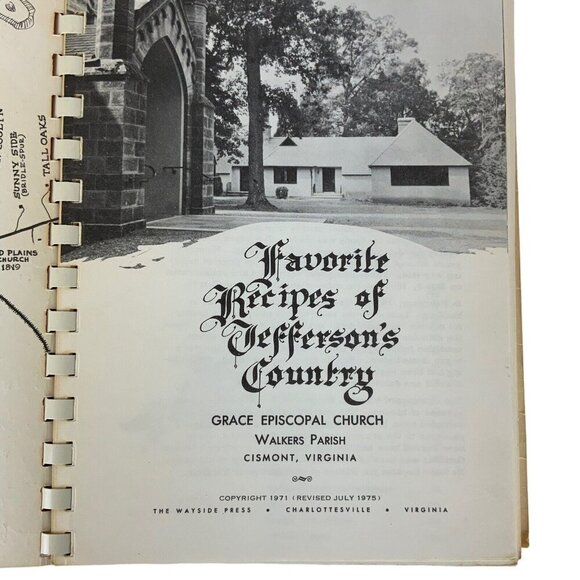 SUNNY SIDE
(BRIDLE-SPUR)
TALL OAKS
D PLAINS
CHURCH
1849
Favorite
Recipes of
Jefferson's
Country
GRACE EPISCOPAL CHURCH
WALKERS PARISH
CISMONT, VIRGINIA
COPYRIGHT 1971 (REVISED JULY 1975)
THE WAYSIDE PRESS • CHARLOTTESVILLE • VIRGINIA